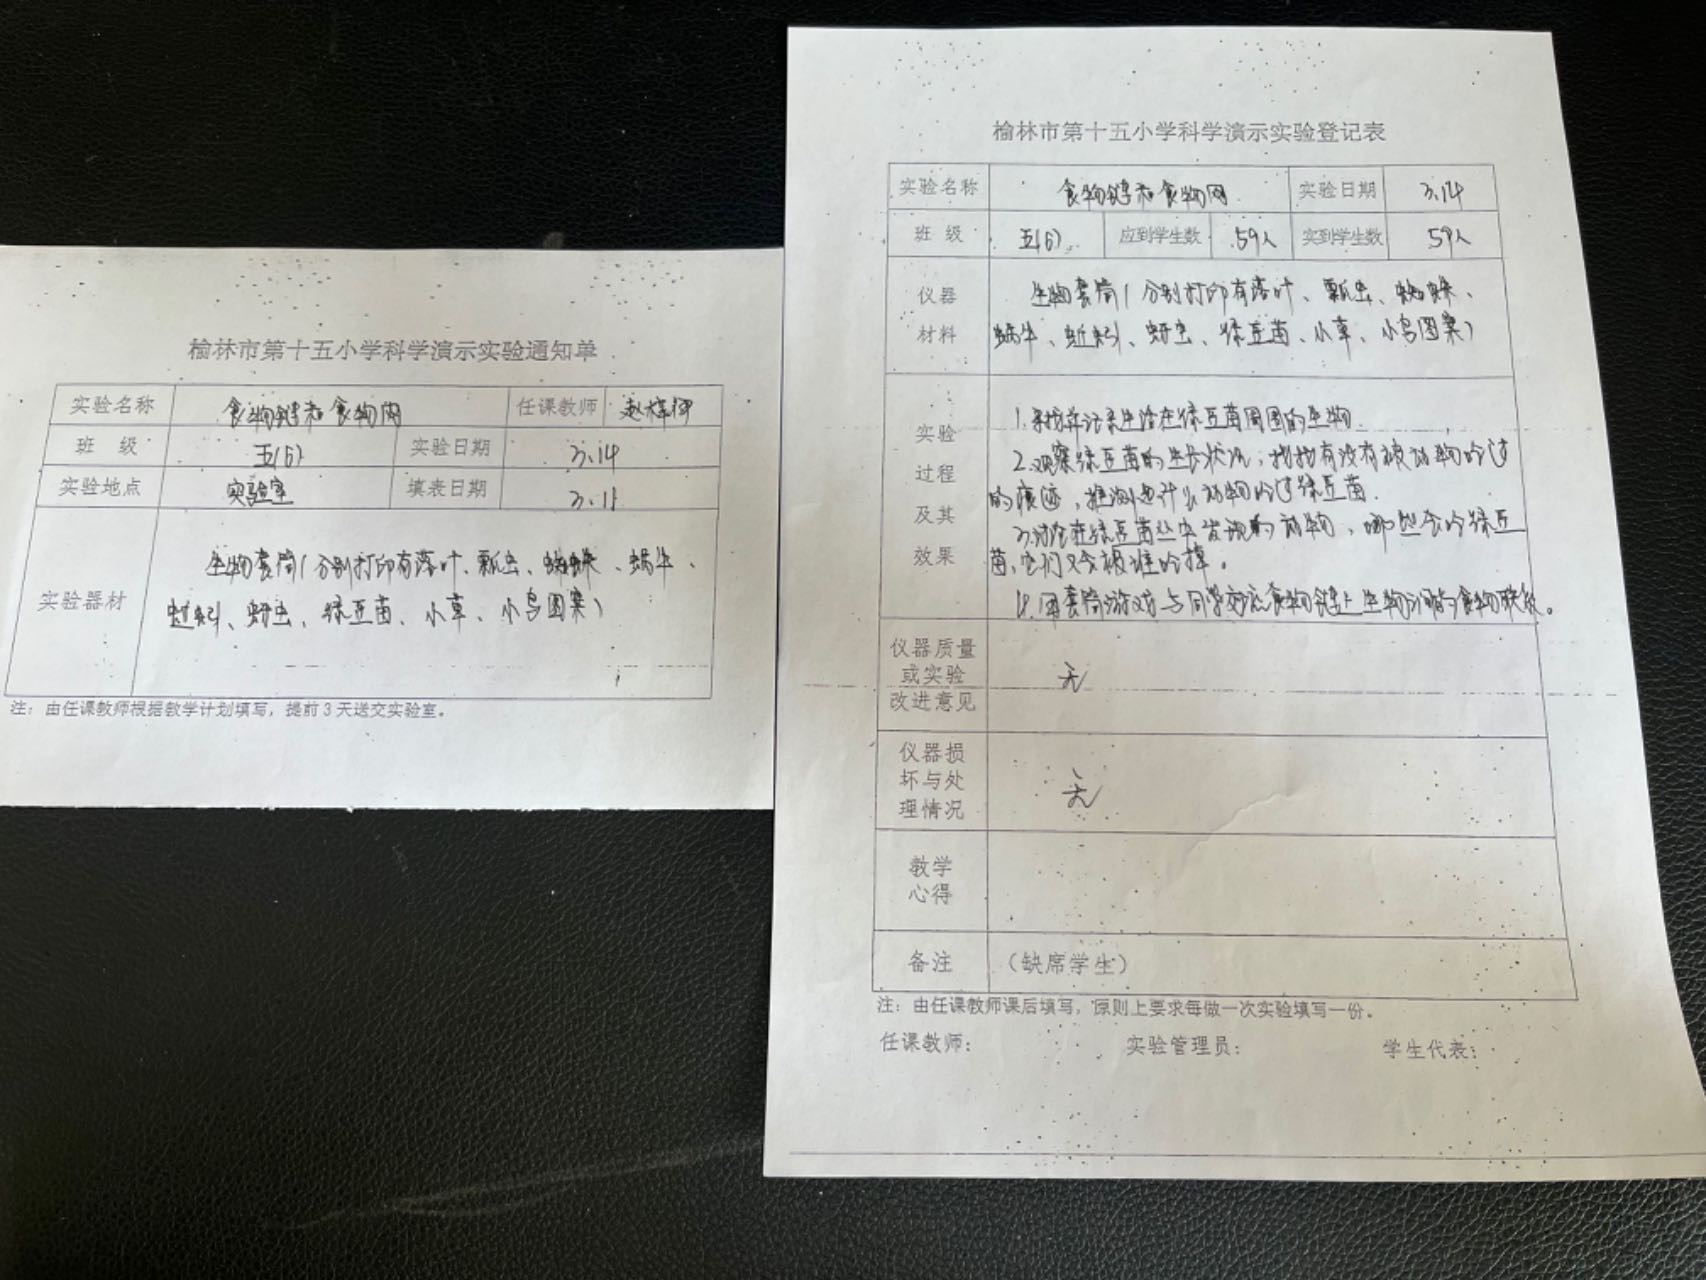 榆林市第十五小学科学演示实验通知单
实验名称 食物链和食物网 任课教师 赵
班 级 五(6) 实验日期 3.14
实验地点 实验室 填表日期 3.11
实验器材
生物套筒(分别打印有落叶、瓢虫、蜘蛛、蜗牛、
蚯蚓、蚜虫、绿豆苗、小草、小鸟图案)
注：由任课教师根据教学计划填写，提前3天送交实验室。
榆林市第十五小学科学演示实验登记表
实验名称 食物链和食物网 实验日期 3.14
班 级 五(6) 应到学生数 59人 实到学生数 59人
仪器
材料
生物套筒(分别打印有落叶、瓢虫、蜘蛛、
蜗牛、蚯蚓、蚜虫、绿豆苗、小草、小鸟图案)
实验
过程
及其
效果
1.寻找并记录生活在绿豆苗周围的生物.
2.观察绿豆苗的生长状况，找找有没有被动物吃过
的痕迹，推测是什么动物吃过绿豆苗.
3.讨论在绿豆苗丛中发现的动物，哪些会吃绿豆
苗，它们又会被谁吃掉。
4.用套筒游戏与同学交流食物链上生物之间的食物联系。
仪器质量
或实验
改进意见
无
仪器损
坏与处
理情况
无
教学
心得
备注 （缺席学生）
注：由任课教师课后填写，原则上要求每做一次实验填写一份。
任课教师： 实验管理员： 学生代表：